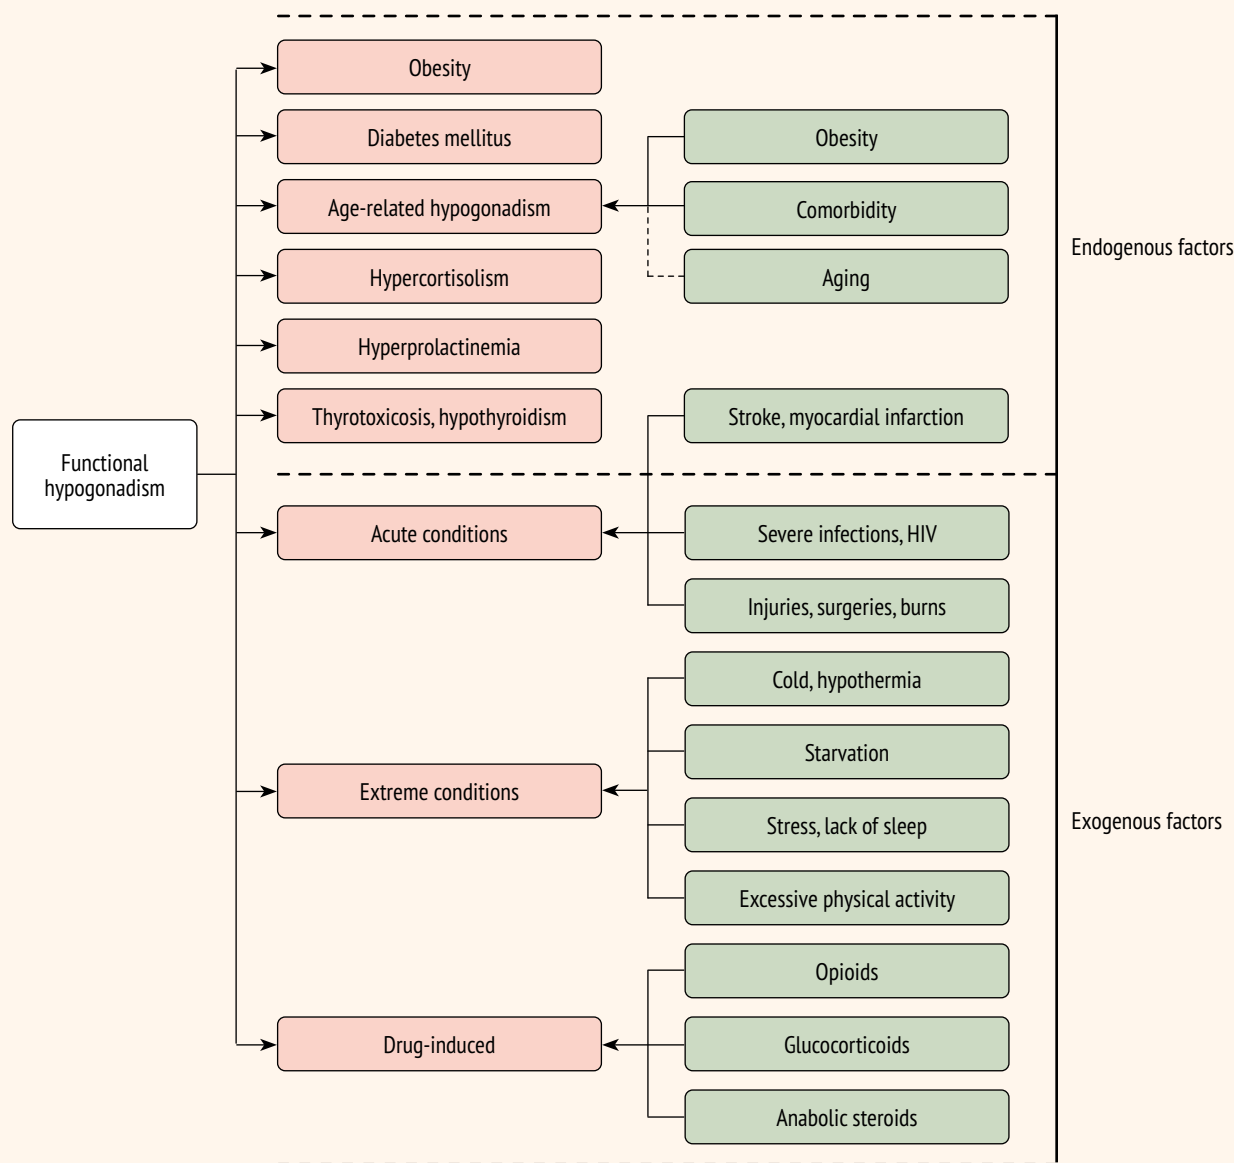 Obesity
Diabetes mellitus
Obesity
Age-related hypogonadism
Comorbidity
Endogenous factors
Hypercortisolism
Aging
Hyperprolactinemia
Thyrotoxicosis, hypothyroidism
Stroke, myocardial infarction
Functional
hypogonadism
Acute conditions
Severe infections, HIV
Injuries, surgeries, burns
Cold, hypothermia
Starvation
Extreme conditions
Stress, lack of sleep
Exogenous factors
Excessive physical activity
Opioids
Drug-induced
Glucocorticoids
Anabolic steroids